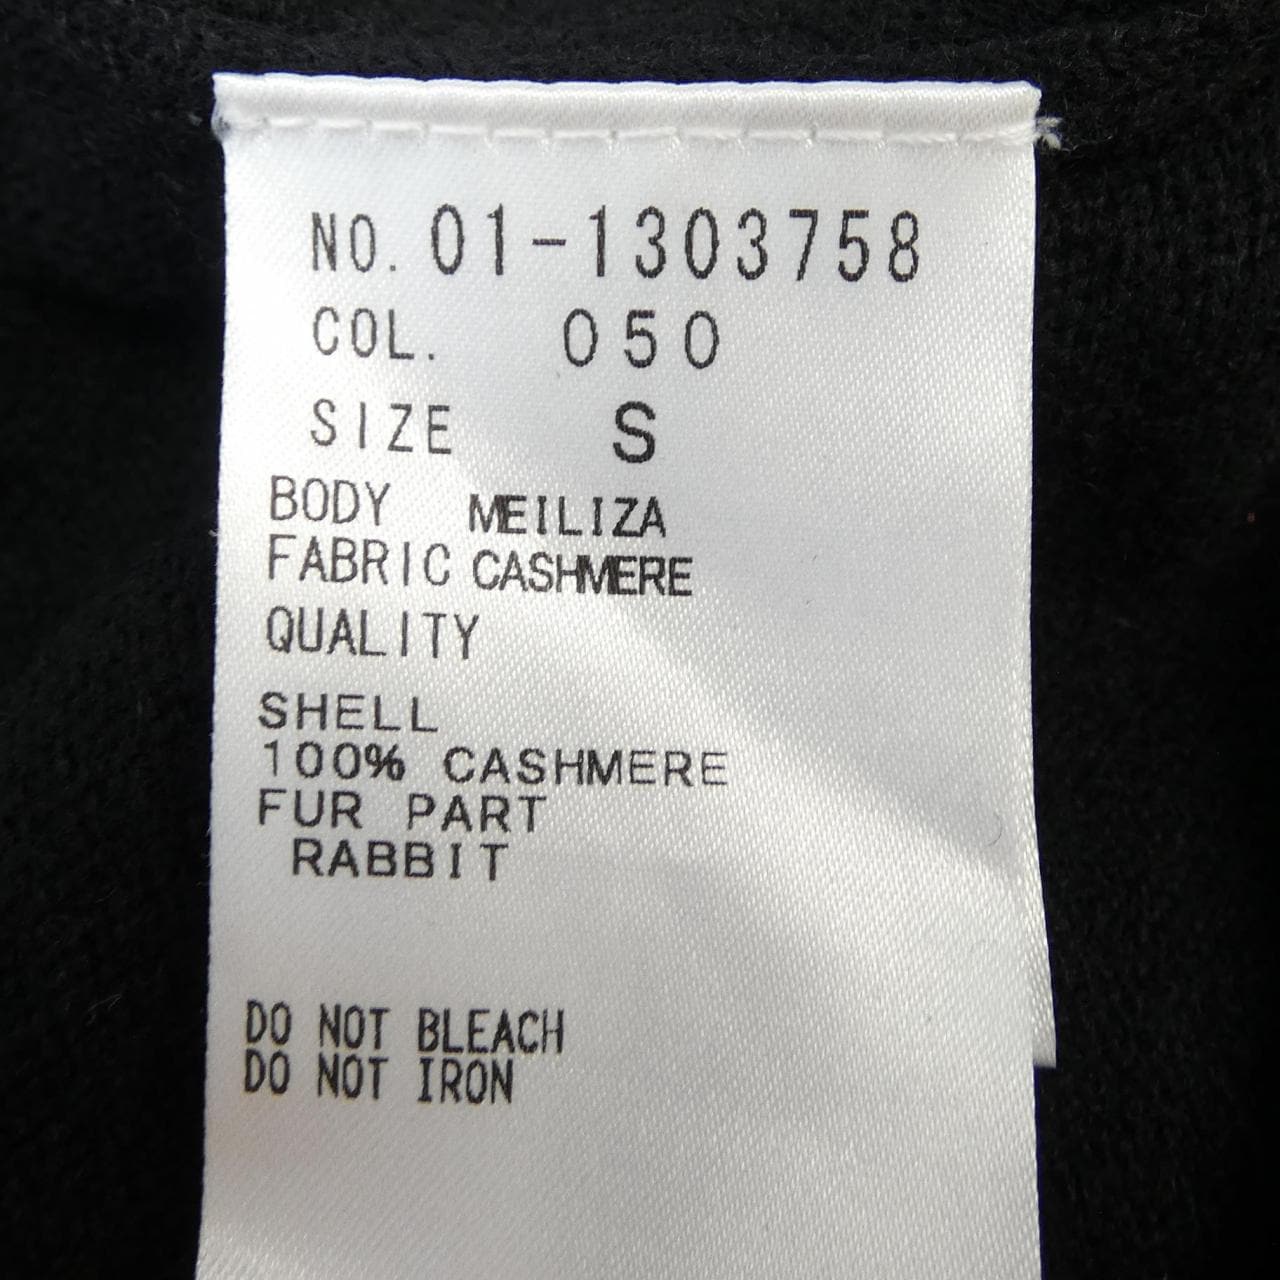 NO. 01-1303758
COL. 050
SIZE S
BODY MEILIZA
FABRIC CASHMERE
QUALITY
SHELL
100% CASHMERE
FUR PART
RABBIT
DO NOT BLEACH
DO NOT IRON